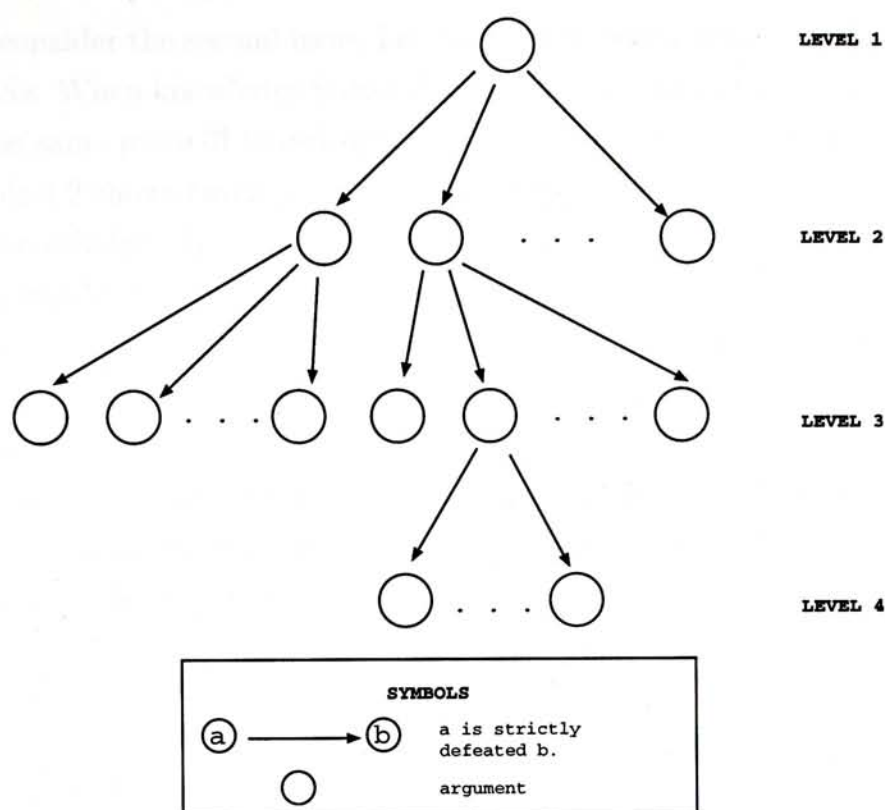 LEVEL 1
LEVEL 2
. . .
LEVEL 3
. . .
. . .
LEVEL 4
. . .
SYMBOLS
a
b
a is strictly
defeated b.
argument